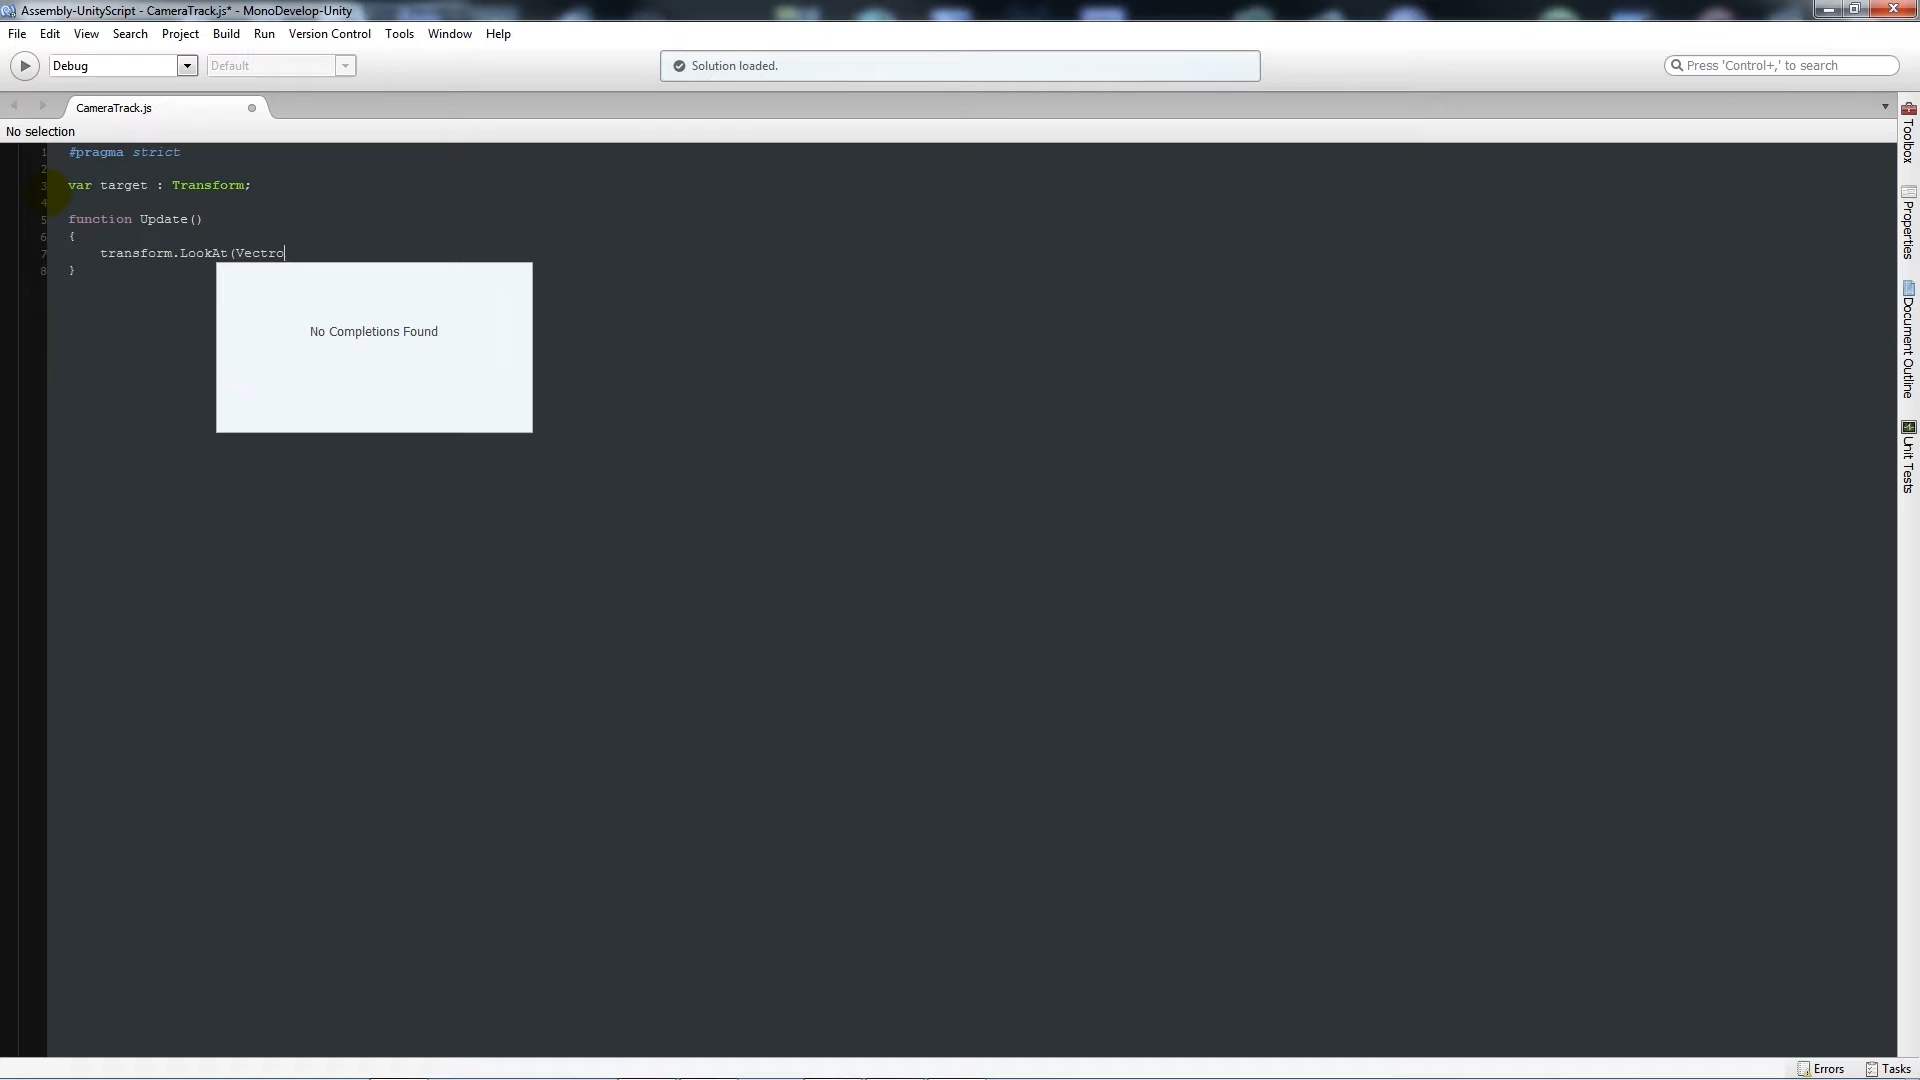 Assembly-UnityScript - CameraTrack.js* - MonoDevelop-Unity
File Edit View Search Project Build Run Version Control Tools Window Help
Debug Default Solution loaded. Press 'Control+,' to search
CameraTrack.js
No selection
1 #pragma strict
2
3 var target : Transform;
4
5 function Update()
6 {
7 transform.LookAt(Vectro
8 }
No Completions Found
Toolbox
Properties
Document Outline
Unit Tests
Errors Tasks